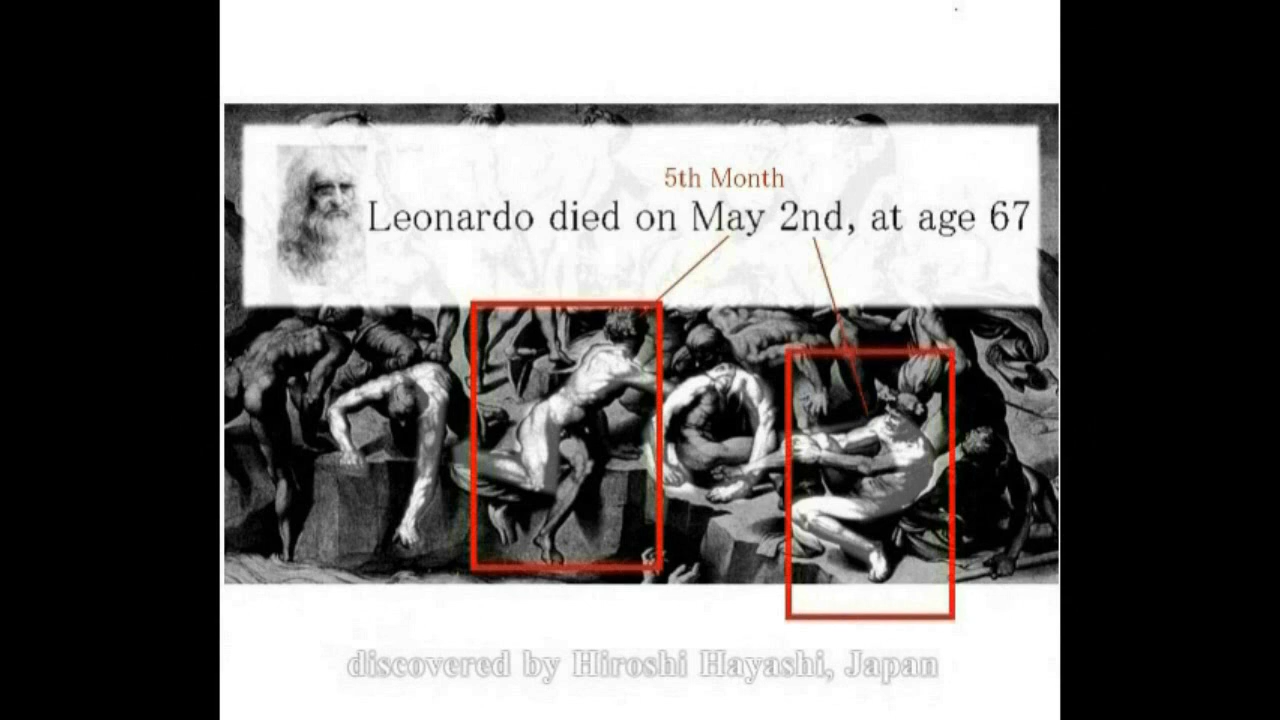 5th Month
Leonardo died on May 2nd, at age 67
discovered by Hiroshi Hayashi, Japan